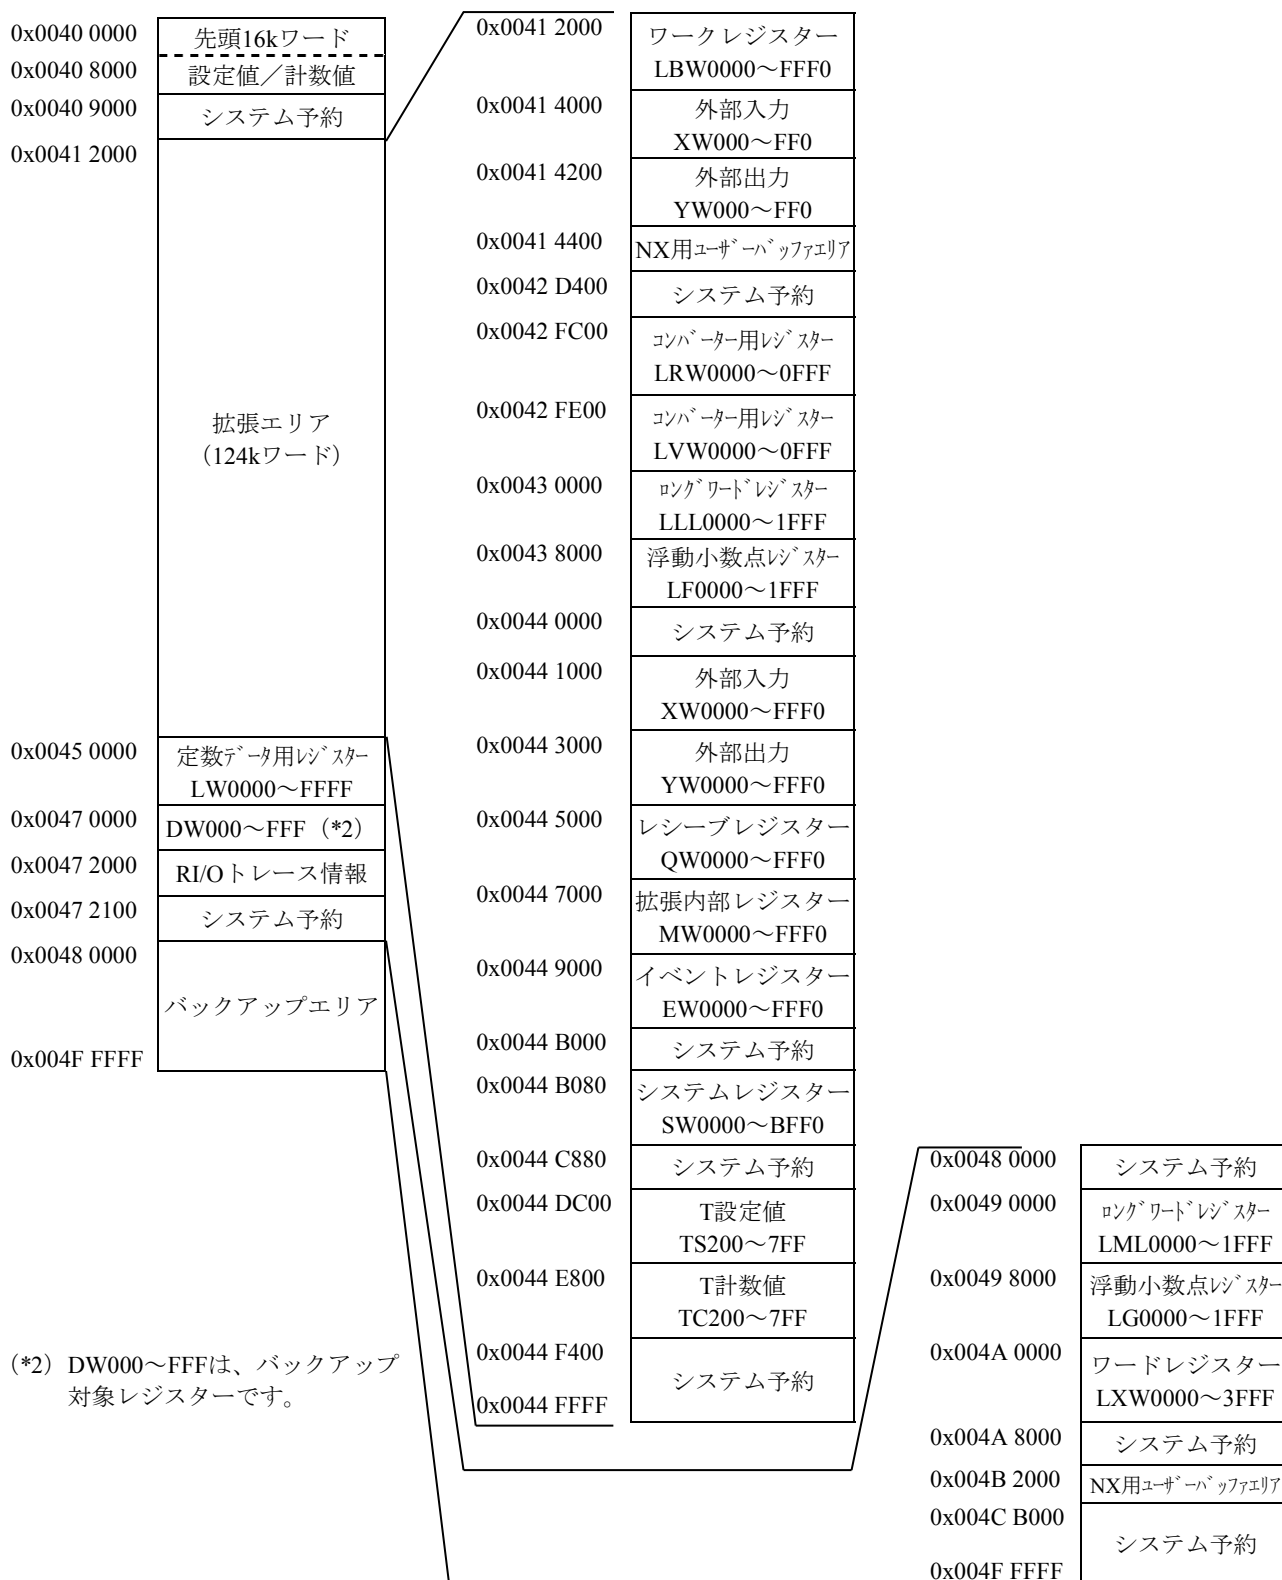 0x0040 0000
先頭16kワード
0x0040 8000
設定値／計数値
0x0040 9000
システム予約
0x0041 2000
拡張エリア
（124kワード）
0x0045 0000
定数データ用レジスター
LW0000～FFFF
0x0047 0000
DW000～FFF（*2）
0x0047 2000
RI/Oトレース情報
0x0047 2100
システム予約
0x0048 0000
バックアップエリア
0x004F FFFF
（*2）DW000～FFFは、バックアップ
対象レジスターです。
0x0041 2000
ワークレジスター
LBW0000～FFF0
0x0041 4000
外部入力
XW000～FF0
0x0041 4200
外部出力
YW000～FF0
0x0041 4400
NX用ユーザーバッファエリア
0x0042 D400
システム予約
0x0042 FC00
コンバーター用レジスター
LRW0000～0FFF
0x0042 FE00
コンバーター用レジスター
LVW0000～0FFF
0x0043 0000
ロングワードレジスター
LLL0000～1FFF
0x0043 8000
浮動小数点レジスター
LF0000～1FFF
0x0044 0000
システム予約
0x0044 1000
外部入力
XW0000～FFF0
0x0044 3000
外部出力
YW0000～FFF0
0x0044 5000
レシーブレジスター
QW0000～FFF0
0x0044 7000
拡張内部レジスター
MW0000～FFF0
0x0044 9000
イベントレジスター
EW0000～FFF0
0x0044 B000
システム予約
0x0044 B080
システムレジスター
SW0000～BFF0
0x0044 C880
システム予約
0x0044 DC00
T設定値
TS200～7FF
0x0044 E800
T計数値
TC200～7FF
0x0044 F400
システム予約
0x0044 FFFF
0x0048 0000
システム予約
0x0049 0000
ロングワードレジスター
LML0000～1FFF
0x0049 8000
浮動小数点レジスター
LG0000～1FFF
0x004A 0000
ワードレジスター
LXW0000～3FFF
0x004A 8000
システム予約
0x004B 2000
NX用ユーザーバッファエリア
0x004C B000
システム予約
0x004F FFFF